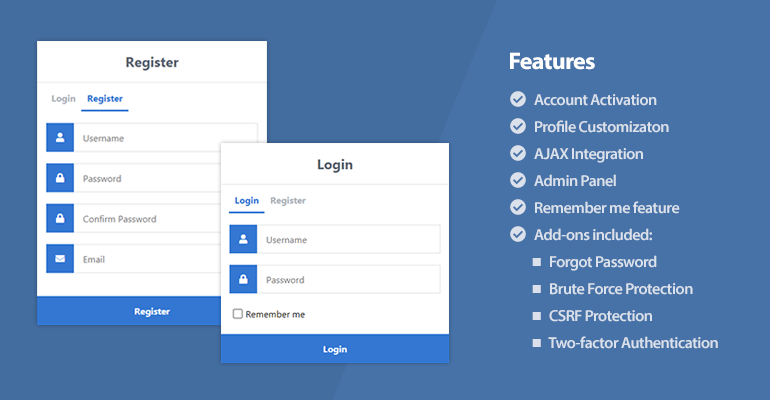 Register
Login Register
Username
Password
Confirm Password
Email
Register
Login
Login Register
Username
Password
Remember me
Login
Features
Account Activation
Profile Customizaton
AJAX Integration
Admin Panel
Remember me feature
Add-ons included:
Forgot Password
Brute Force Protection
CSRF Protection
Two-factor Authentication